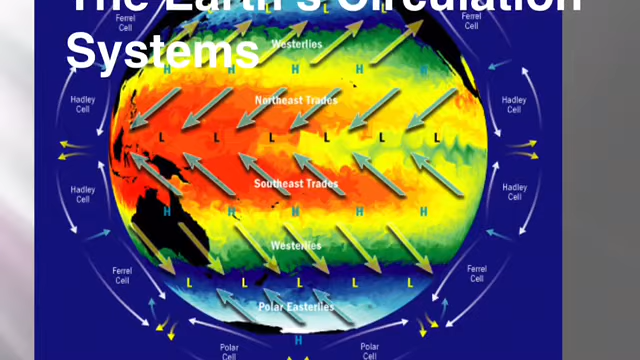 The Earth's Circulation
Systems
Ferrel
Cell
L
L
L
Ferrel
Cell
Westerlies
H H H H H
Hadley
Cell
Northeast Trades
Hadley
Cell
L L L L L L
Hadley
Cell
Southeast Trades
Hadley
Cell
H H H H H
Westerlies
Ferrel
Cell
Ferrel
Cell
L L L L L
Polar Easterlies
H
Polar
Cell
Polar
Cell